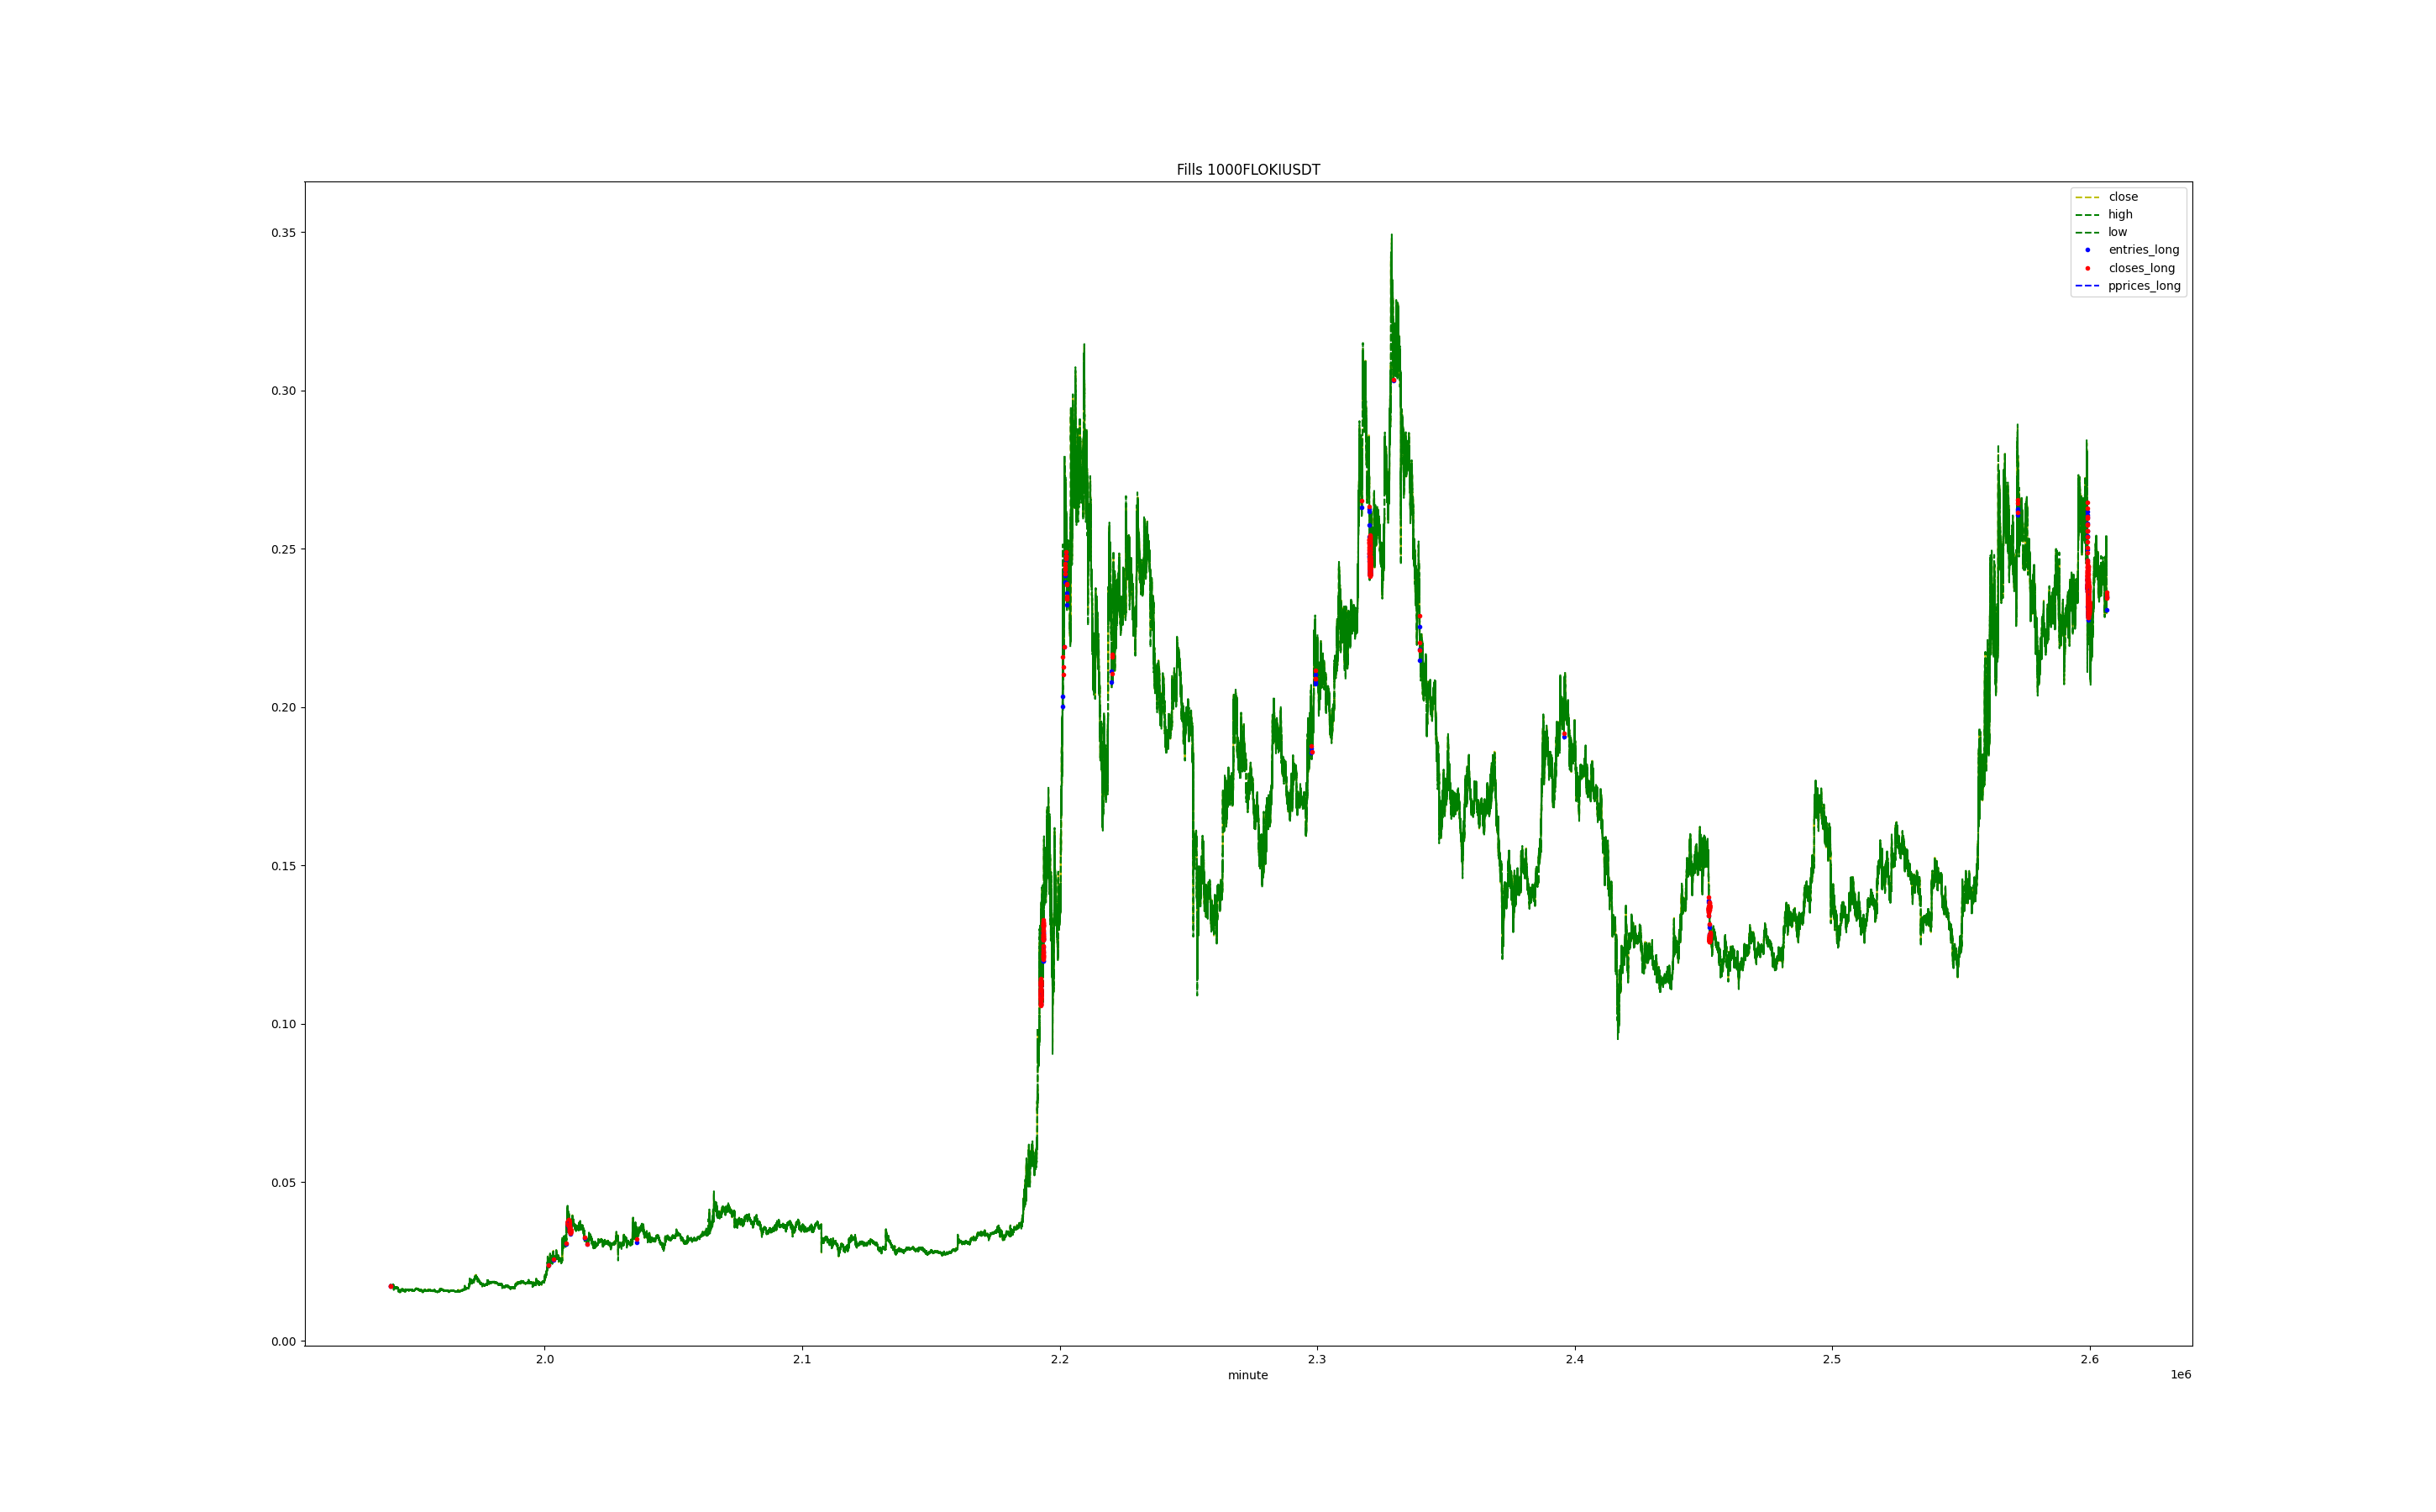 Fills 1000FLOKIUSDT
close
high
low
entries_long
closes_long
pprices_long
0.35
0.30
0.25
0.20
0.15
0.10
0.05
0.00
2.0 2.1 2.2 2.3 2.4 2.5 2.6
minute
1e6